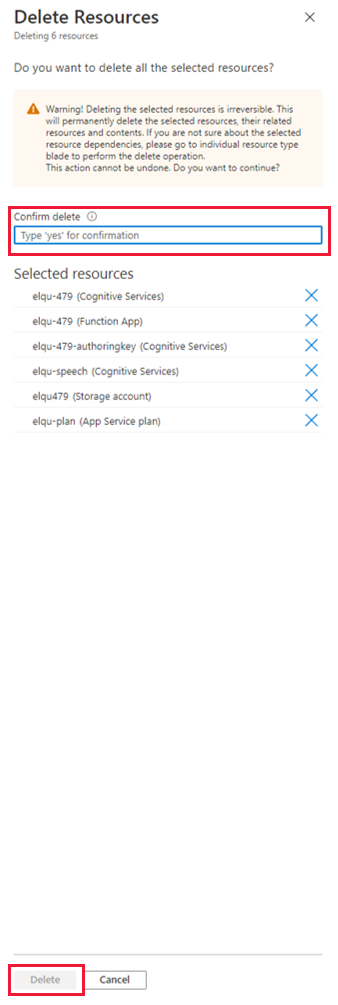 Delete Resources
Deleting 6 resources
Do you want to delete all the selected resources?
Warning! Deleting the selected resources is irreversible. This
will permanently delete the selected resources, their related
resources and contents. If you are not sure about the selected
resource dependencies, please go to individual resource type
blade to perform the delete operation.
This action cannot be undone. Do you want to continue?
Confirm delete
Type 'yes' for confirmation
Selected resources
elqu-479 (Cognitive Services)
elqu-479 (Function App)
elqu-479-authoringkey (Cognitive Services)
elqu-speech (Cognitive Services)
elqu479 (Storage account)
elqu-plan (App Service plan)
Delete Cancel